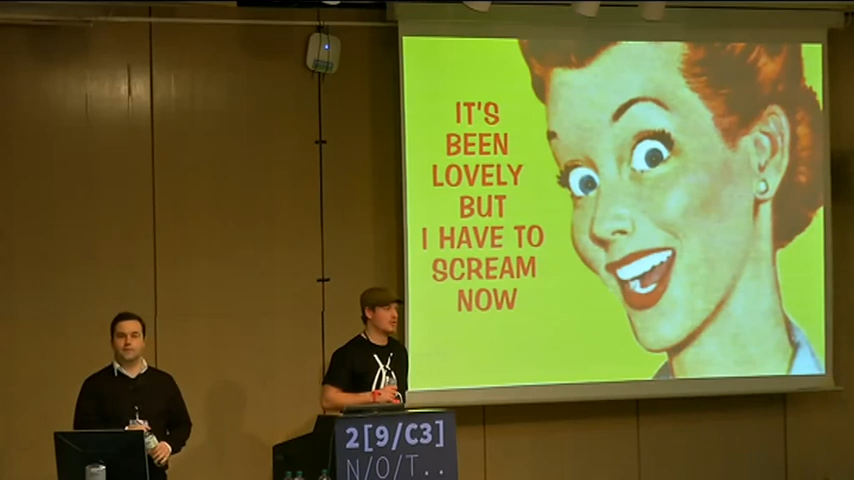 IT'S
BEEN
LOVELY
BUT
I HAVE TO
SCREAM
NOW
2[9/C3]
N/O/T..